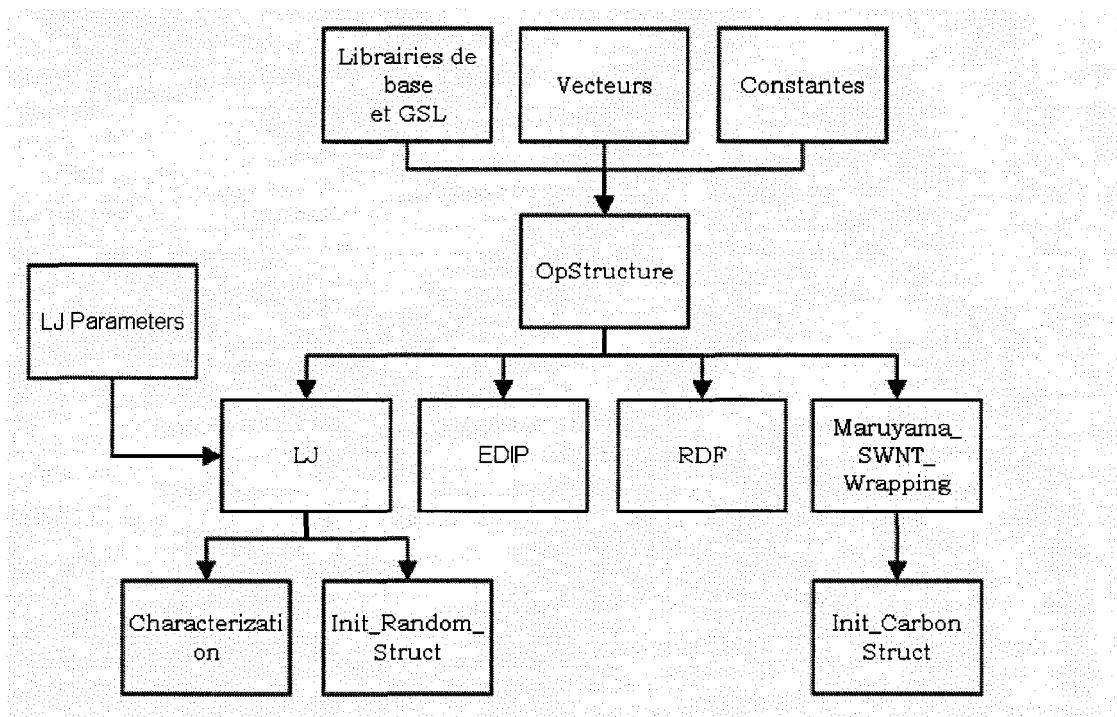 Librairies de
base
et GSL
Vecteurs
Constantes
OpStructure
LJ Parameters
LJ
EDIP
RDF
Maruyama_
SWNT_
Wrapping
Characterizati
on
Init_Random_
Struct
Init_Carbon
Struct